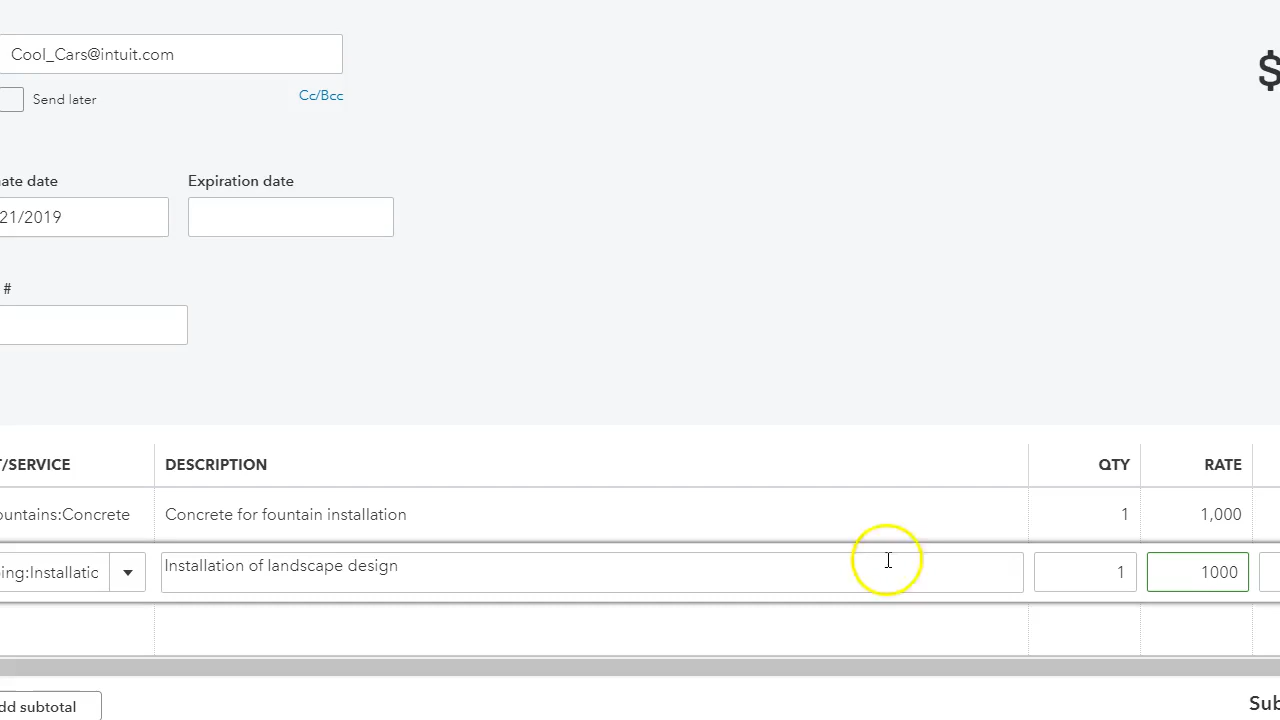 Cool_Cars@intuit.com
$
Send later
Cc/Bcc
ate date
Expiration date
21/2019
#
T/SERVICE
DESCRIPTION
QTY
RATE
ountains:Concrete
Concrete for fountain installation
1
1,000
ing:Installatic
Installation of landscape design
1
1000
dd subtotal
Sub